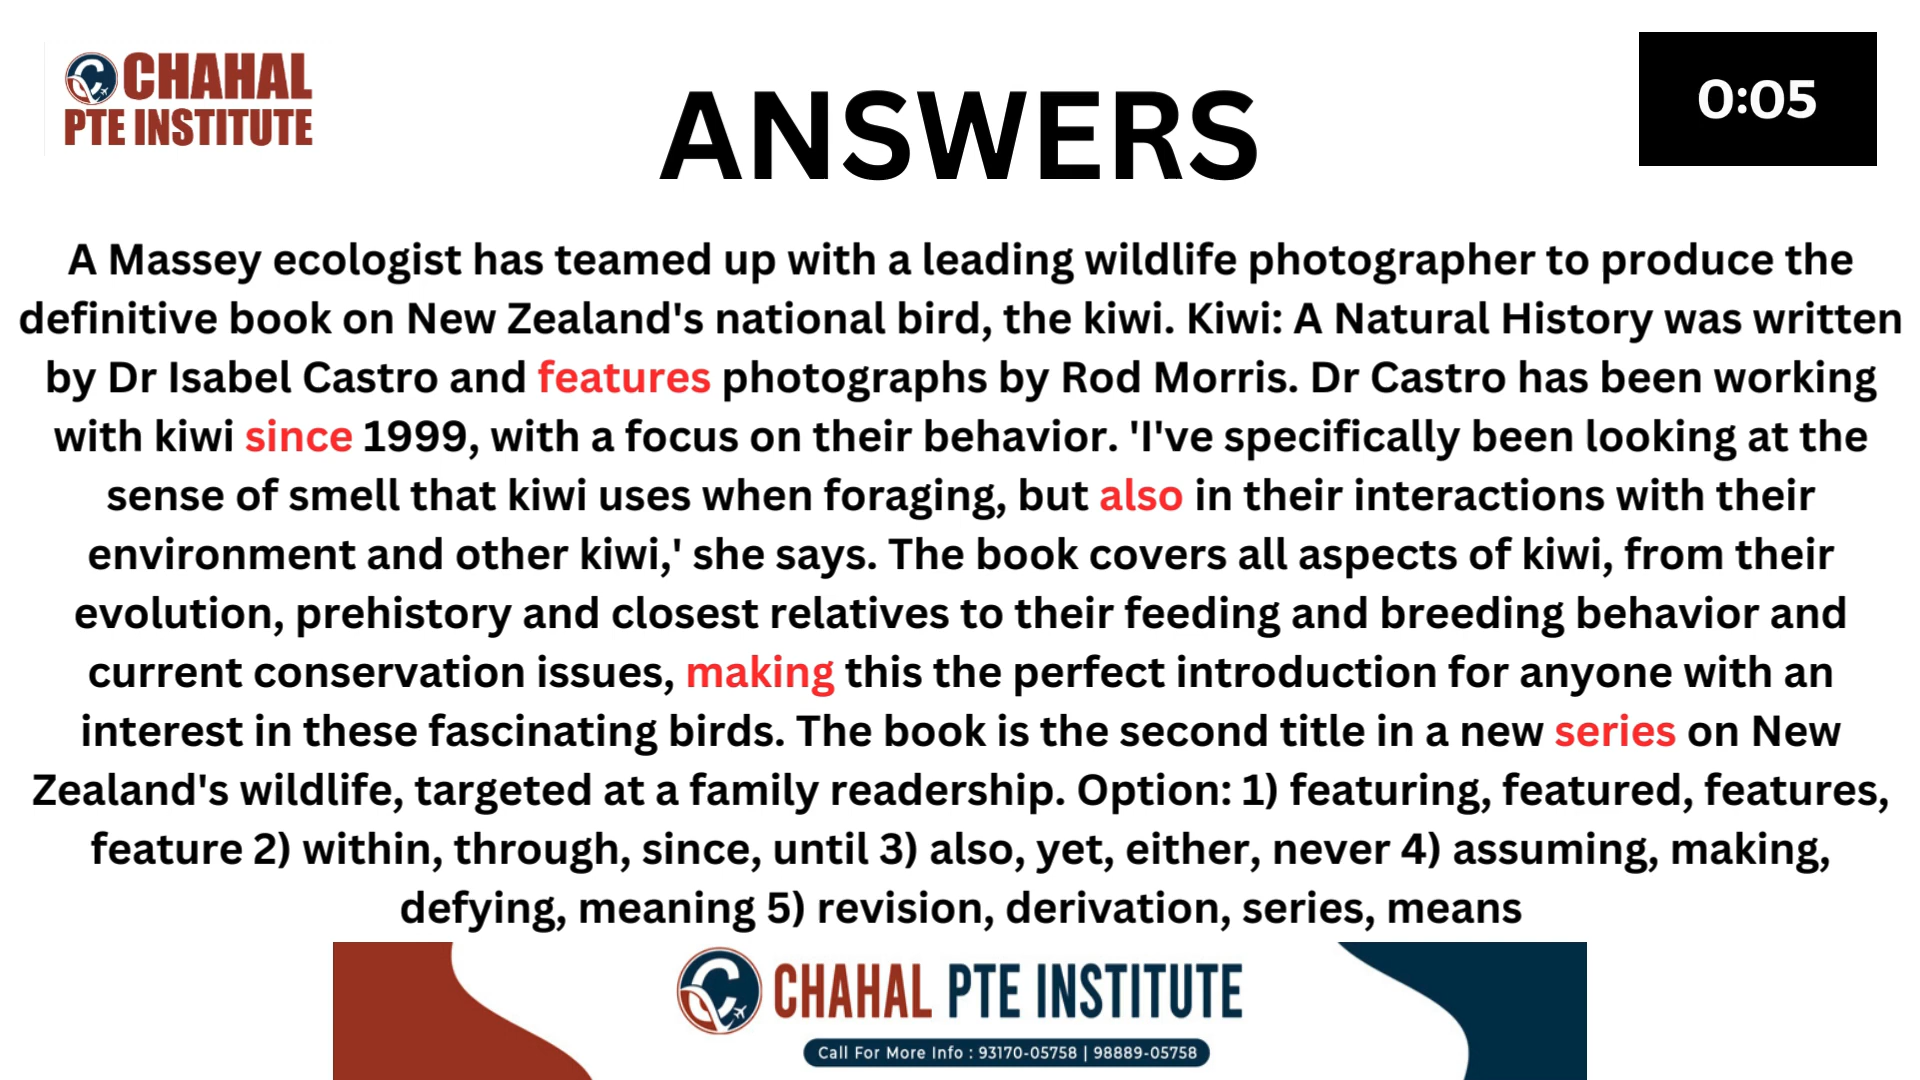 CHAHAL
PTE INSTITUTE
ANSWERS
0:05
A Massey ecologist has teamed up with a leading wildlife photographer to produce the
definitive book on New Zealand's national bird, the kiwi. Kiwi: A Natural History was written
by Dr Isabel Castro and features photographs by Rod Morris. Dr Castro has been working
with kiwi since 1999, with a focus on their behavior. 'I've specifically been looking at the
sense of smell that kiwi uses when foraging, but also in their interactions with their
environment and other kiwi,' she says. The book covers all aspects of kiwi, from their
evolution, prehistory and closest relatives to their feeding and breeding behavior and
current conservation issues, making this the perfect introduction for anyone with an
interest in these fascinating birds. The book is the second title in a new series on New
Zealand's wildlife, targeted at a family readership. Option: 1) featuring, featured, features,
feature 2) within, through, since, until 3) also, yet, either, never 4) assuming, making,
defying, meaning 5) revision, derivation, series, means
CHAHAL PTE INSTITUTE
Call For More Info : 93170-05758 | 98889-05758